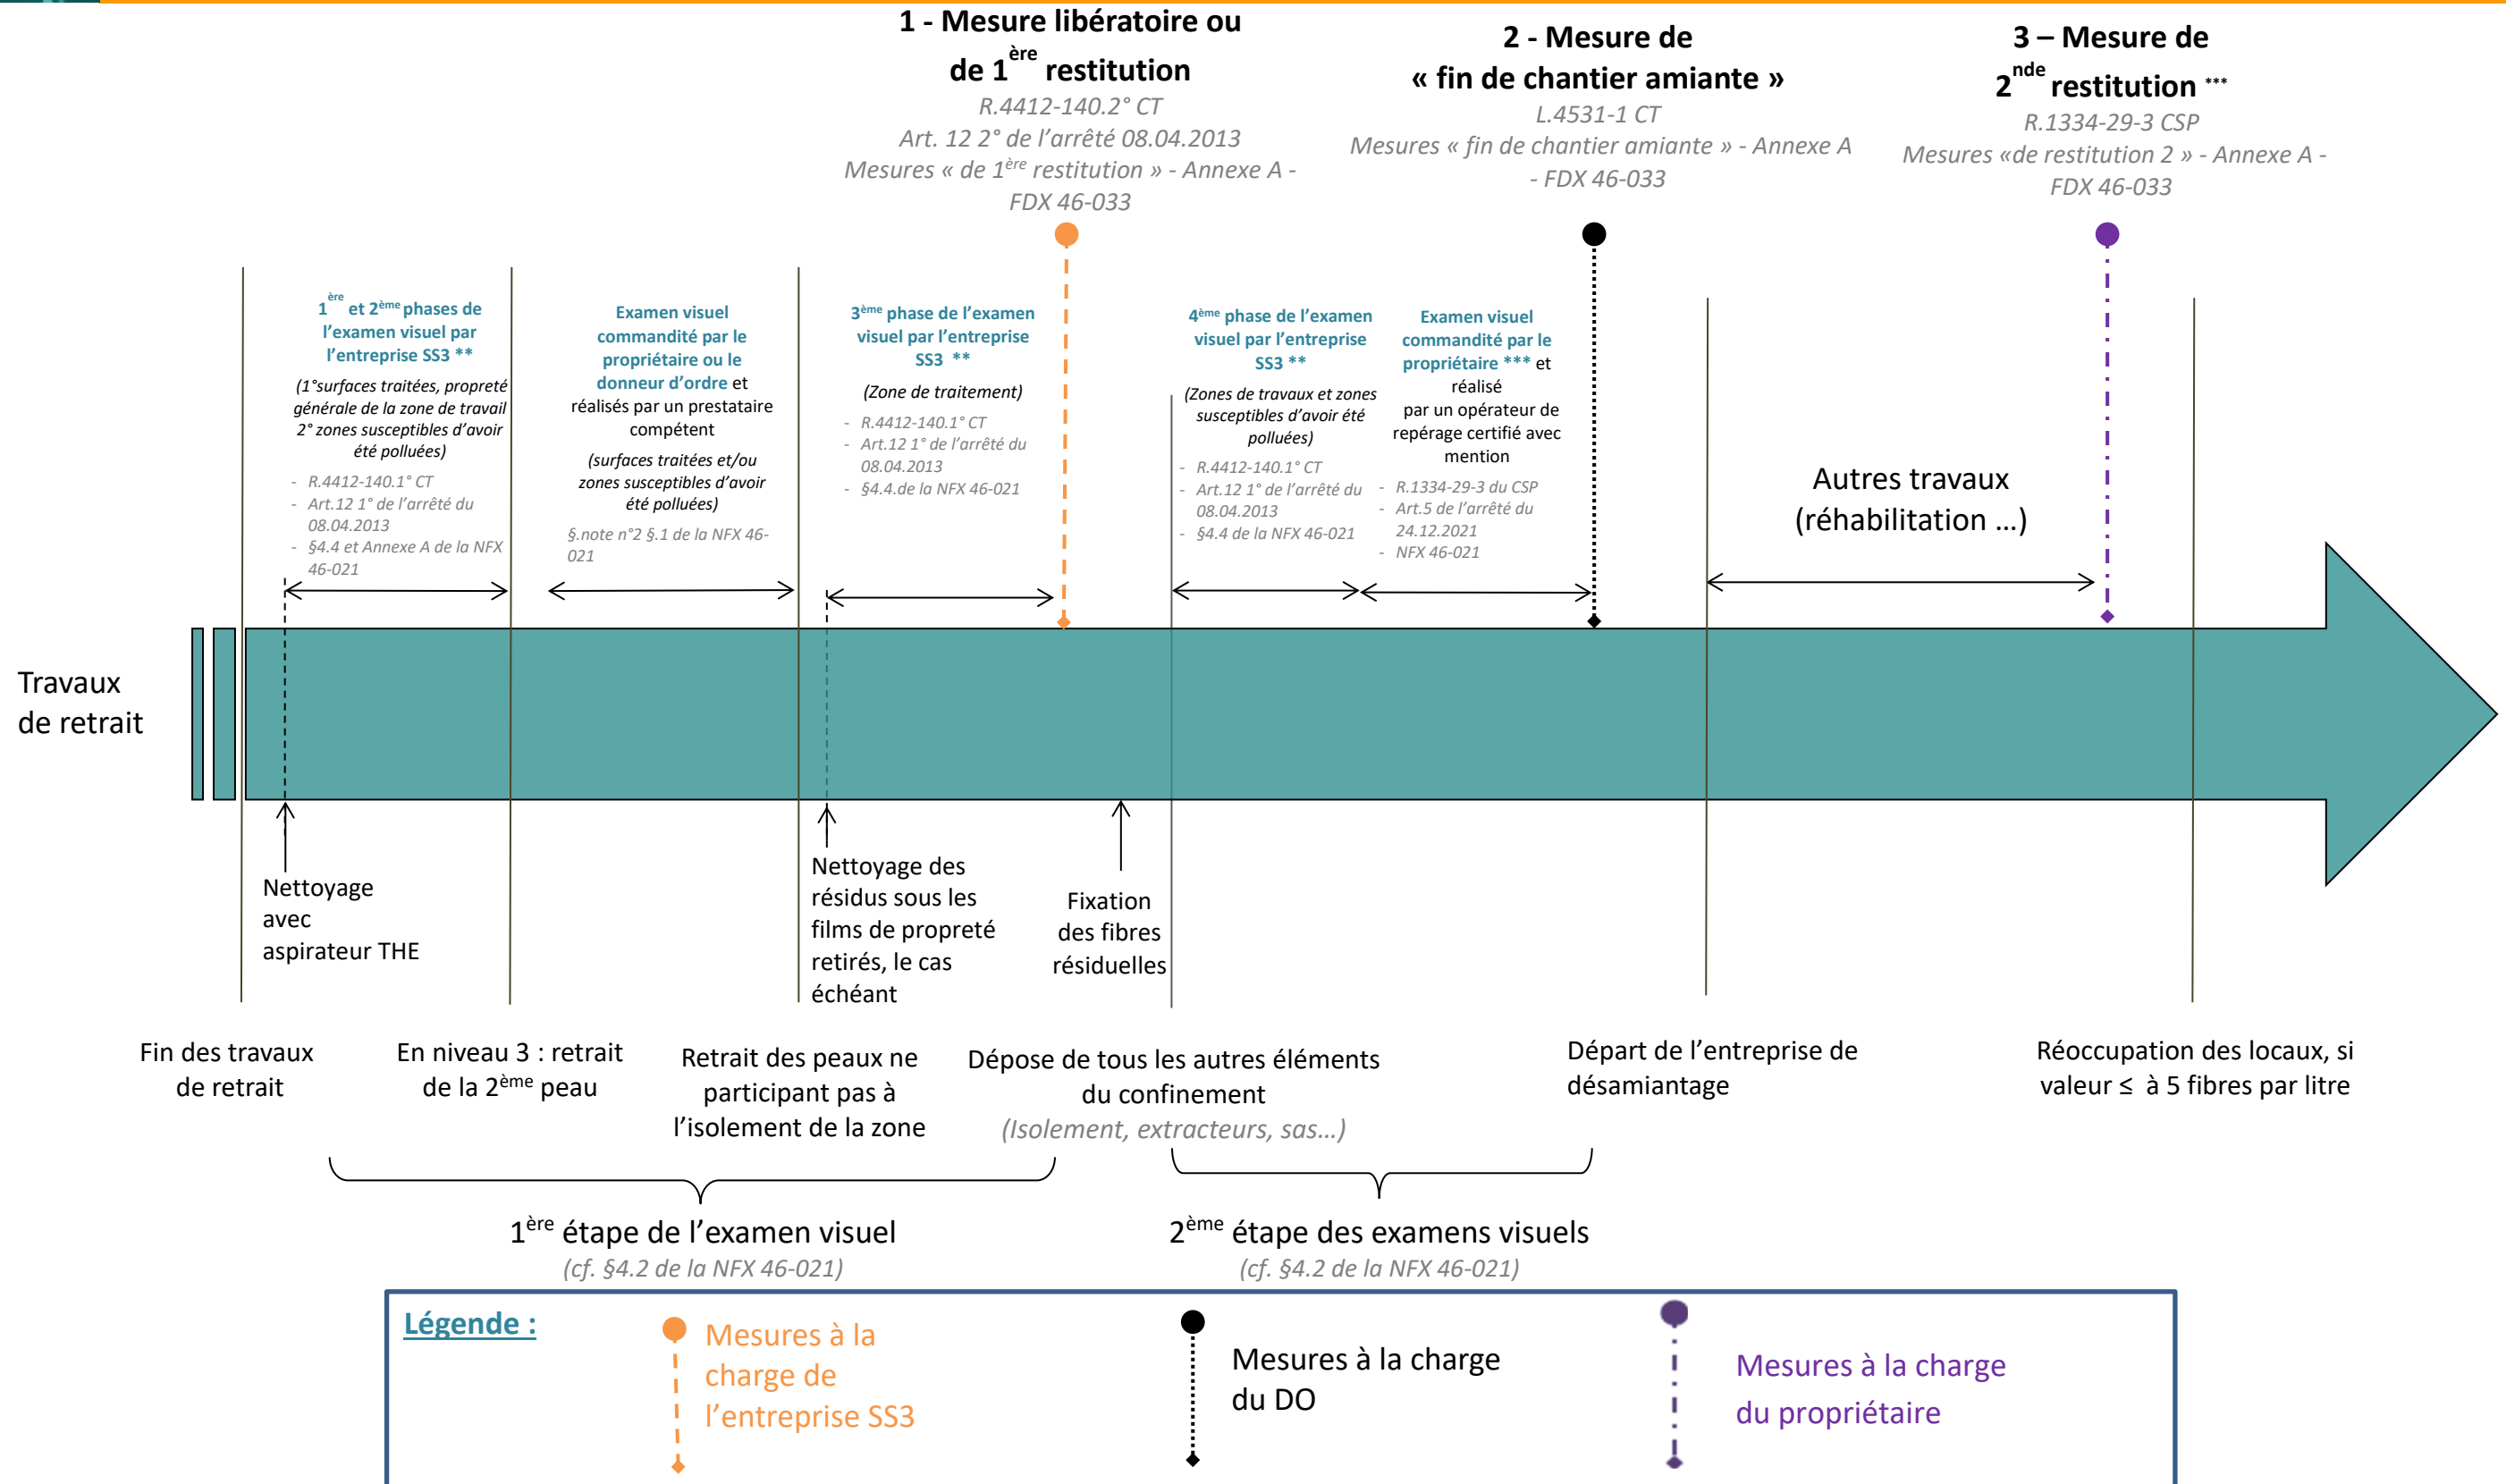 1 - Mesure libératoire ou
de 1ère restitution
R.4412-140.2° CT
Art. 12 2° de l’arrêté 08.04.2013
Mesures « de 1ère restitution » - Annexe A -
FDX 46-033
2 - Mesure de
« fin de chantier amiante »
L.4531-1 CT
Mesures « fin de chantier amiante » - Annexe A
- FDX 46-033
3 – Mesure de
2nde restitution ***
R.1334-29-3 CSP
Mesures «de restitution 2 » - Annexe A -
FDX 46-033
1ère et 2ème phases de
l’examen visuel par
l’entreprise SS3 **
(1°surfaces traitées, propreté
générale de la zone de travail
2° zones susceptibles d’avoir
été polluées)
- R.4412-140.1° CT
- Art.12 1° de l’arrêté du
08.04.2013
- §4.4 et Annexe A de la NFX
46-021
Examen visuel
commandité par le
propriétaire ou le
donneur d’ordre et
réalisés par un prestataire
compétent
(surfaces traitées et/ou
zones susceptibles d’avoir
été polluées)
§.note n°2 §.1 de la NFX 46-
021
3ème phase de l’examen
visuel par l’entreprise
SS3 **
(Zone de traitement)
- R.4412-140.1° CT
- Art.12 1° de l’arrêté du
08.04.2013
- §4.4.de la NFX 46-021
4ème phase de l’examen
visuel par l’entreprise
SS3 **
(Zones de travaux et zones
susceptibles d’avoir été
polluées)
- R.4412-140.1° CT
- Art.12 1° de l’arrêté du
08.04.2013
- §4.4 de la NFX 46-021
Examen visuel
commandité par le
propriétaire *** et
réalisé
par un opérateur de
repérage certifié avec
mention
- R.1334-29-3 du CSP
- Art.5 de l’arrêté du
24.12.2021
- NFX 46-021
Autres travaux
(réhabilitation …)
Travaux
de retrait
Nettoyage
avec
aspirateur THE
Nettoyage des
résidus sous les
films de propreté
retirés, le cas
échéant
Fixation
des fibres
résiduelles
Fin des travaux
de retrait
En niveau 3 : retrait
de la 2ème peau
Retrait des peaux ne
participant pas à
l’isolement de la zone
Dépose de tous les autres éléments
du confinement
(Isolement, extracteurs, sas…)
Départ de l’entreprise de
désamiantage
Réoccupation des locaux, si
valeur ≤ à 5 fibres par litre
1ère étape de l’examen visuel
(cf. §4.2 de la NFX 46-021)
2ème étape des examens visuels
(cf. §4.2 de la NFX 46-021)
Légende :
Mesures à la
charge de
l’entreprise SS3
Mesures à la charge
du DO
Mesures à la charge
du propriétaire